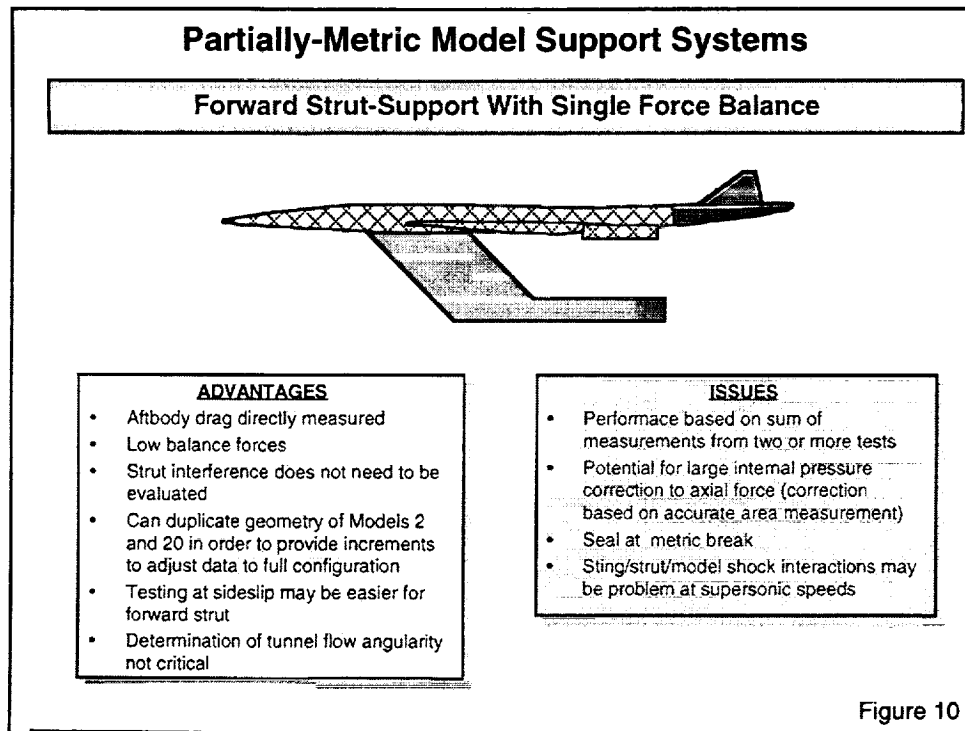 Partially-Metric Model Support Systems
Forward Strut-Support With Single Force Balance
ADVANTAGES
• Aftbody drag directly measured
• Low balance forces
• Strut interference does not need to be
evaluated
• Can duplicate geometry of Models 2
and 20 in order to provide increments
to adjust data to full configuration
• Testing at sideslip may be easier for
forward strut
• Determination of tunnel flow angularity
not critical
ISSUES
• Performace based on sum of
measurements from two or more tests
• Potential for large internal pressure
correction to axial force (correction
based on accurate area measurement)
• Seal at metric break
• Sting/strut/model shock interactions may
be problem at supersonic speeds
Figure 10